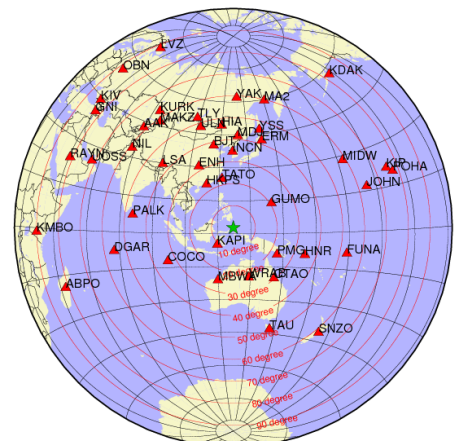 LVZ
OBN
KDAK
KIV
GNI
YAK
MA2
KURK
MAKZ
AAK
TLY
ULN
HIA
YSS
MDJ
ERM
BJT
NCN
NIL
RAYN
LSA
ENH
MIDW
KIP
POHA
JOHN
TATO
HKPS
GUMO
PALK
KMBO
KAPI
DGAR
COCO
PMG
HNR
FUNA
10 degree
ABPO
MBWA
WRAB
CTAO
30 degree
40 degree
TAU
SNZO
50 degree
60 degree
70 degree
80 degree
90 degree